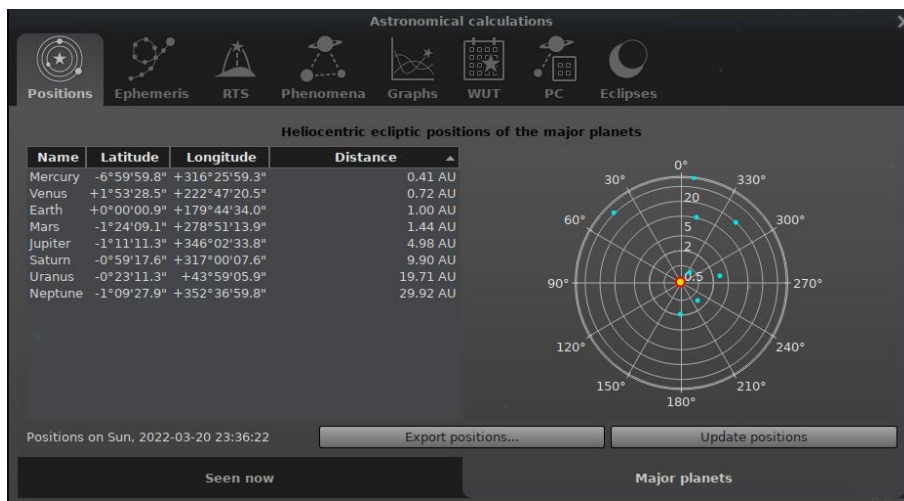 Astronomical calculations
Positions Ephemeris RTS Phenomena Graphs WUT PC Eclipses
Heliocentric ecliptic positions of the major planets
Name Latitude Longitude Distance
Mercury -6°59'59.8" +316°25'59.3" 0.41 AU
Venus +1°53'28.5" +222°47'20.5" 0.72 AU
Earth +0°00'00.9" +179°44'34.0" 1.00 AU
Mars -1°24'09.1" +278°51'13.9" 1.44 AU
Jupiter -1°11'11.3" +346°02'33.8" 4.98 AU
Saturn -0°59'17.6" +317°00'07.6" 9.90 AU
Uranus -0°23'11.3" +43°59'05.9" 19.71 AU
Neptune -1°09'27.9" +352°36'59.8" 29.92 AU
0°
30° 330°
20
60° 300°
5
2
0.5
90° 270°
120° 240°
150° 210°
180°
Positions on Sun, 2022-03-20 23:36:22 Export positions... Update positions
Seen now Major planets